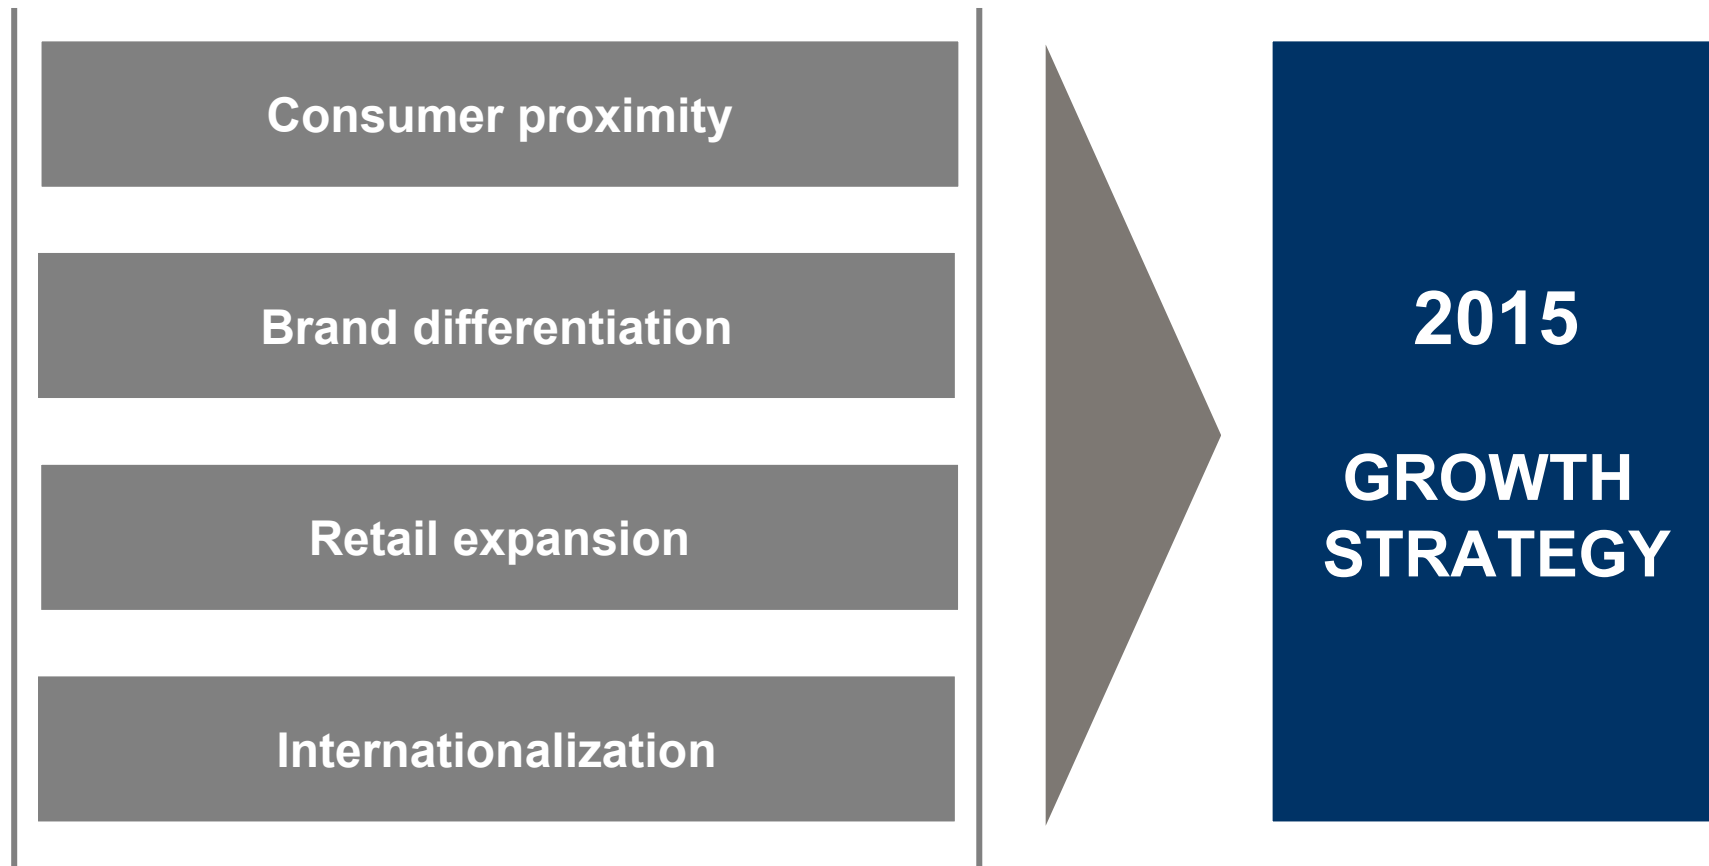 Consumer proximity
Brand differentiation
Retail expansion
Internationalization
2015
GROWTH
STRATEGY